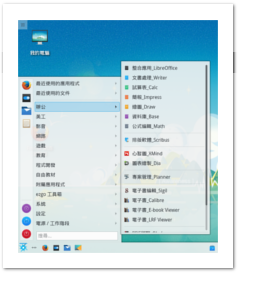 我的電腦
最近使用的應用程式
最近使用的文件
辦公
美工
影音
網際
遊戲
教育
程式開發
自由教材
附屬應用程式
ezgo 工具箱
系統
設定
電源 / 工作階段
搜尋...
整合應用_LibreOffice
文書處理_Writer
試算表_Calc
簡報_Impress
繪圖_Draw
資料庫_Base
公式編輯_Math
排版軟體_Scribus
心智圖_XMind
流程繪製_Dia
專案管理_Planner
電子書編輯_Sigil
電子書_Calibre
電子書_E-book Viewer
電子書_LRF Viewer